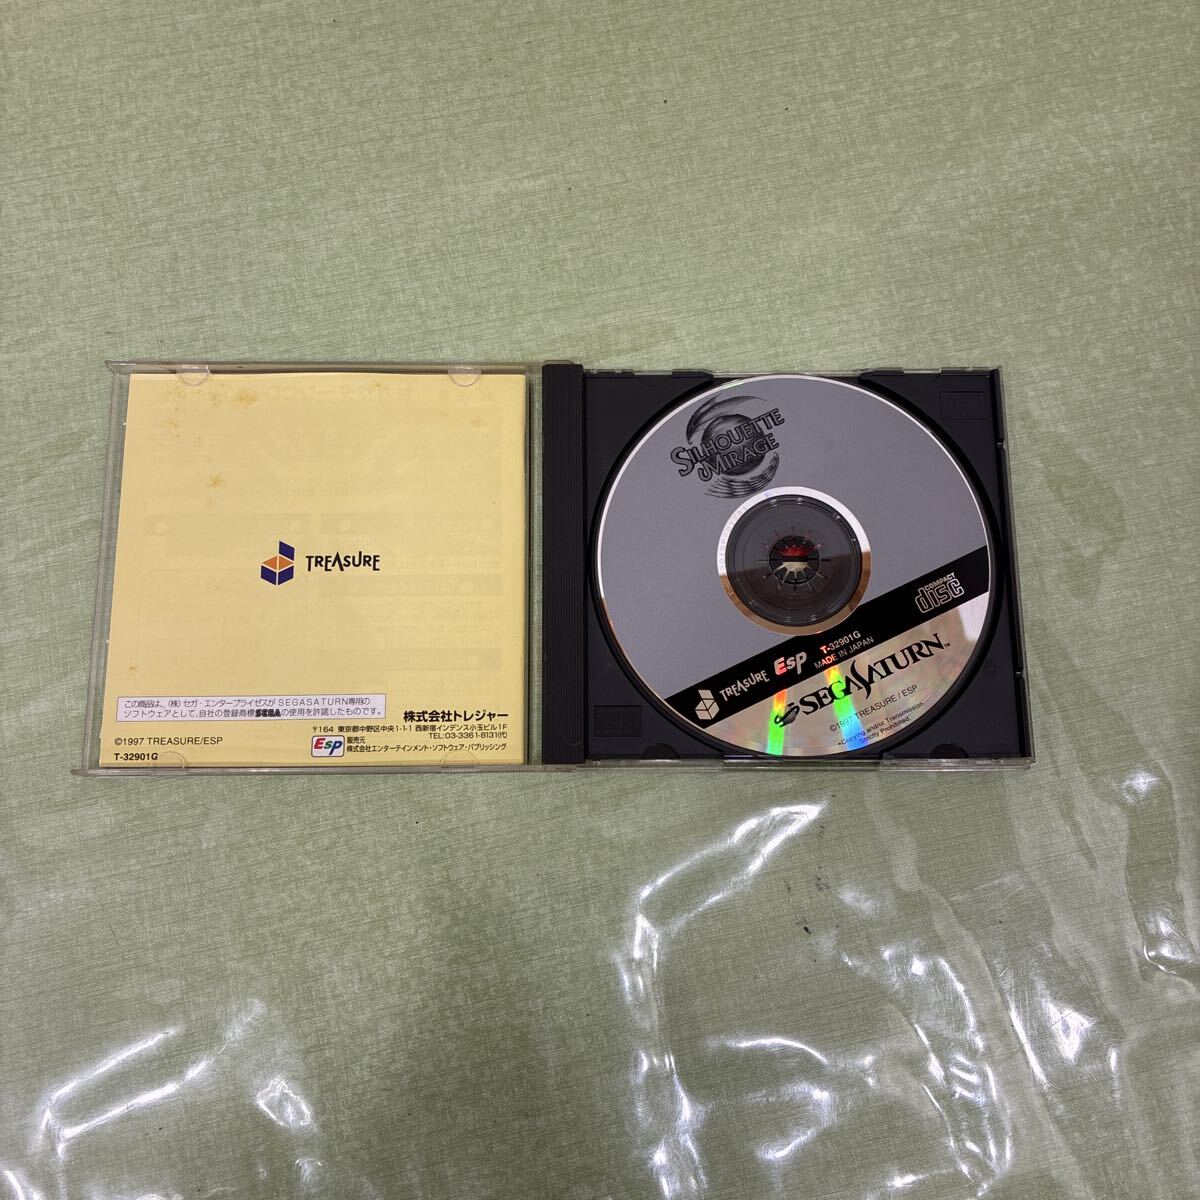 TREASURE
この商品は、(株)セガ・エンタープライゼスがSEGASATURN専用の
ソフトウェアとして、自社の登録商標SEGAの使用を許諾したものです。
株式会社トレジャー
〒164 東京都中野区中央1-1-1 西新宿インデンス小玉ビル1F
TEL.03-3361-8131(代)
©1997 TREASURE/ESP
T-32901G
Esp 販売元
株式会社エンターテインメント・ソフトウェア・パブリッシング
SILHOUETTE
MIRAGE
COMPACT
disc
TREASURE Esp T-32901G
MADE IN JAPAN
SEGA SATURN™
©1997 TREASURE / ESP
•Copying and/or Transmission
Strictly Prohibited.